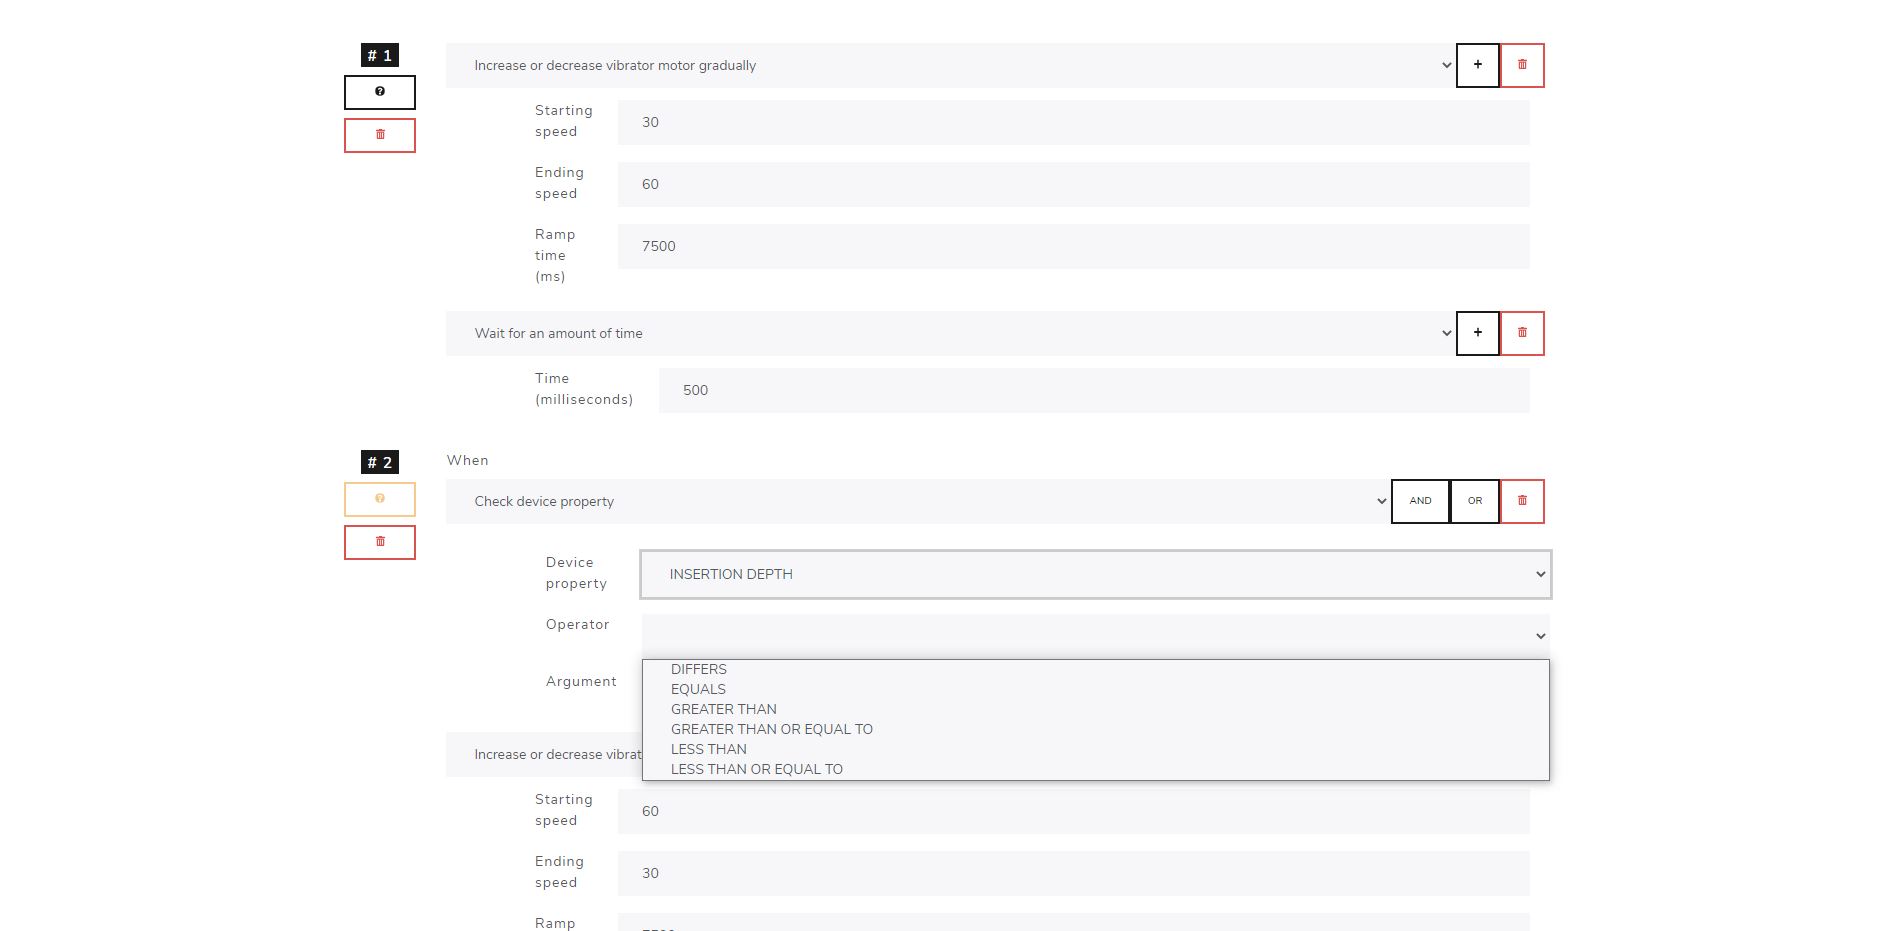 # 1
Increase or decrease vibrator motor gradually
+
Starting
speed
30
Ending
speed
60
Ramp
time
(ms)
7500
Wait for an amount of time
+
Time
(milliseconds)
500
# 2
When
Check device property
AND
OR
Device
property
INSERTION DEPTH
Operator
Argument
DIFFERS
EQUALS
GREATER THAN
GREATER THAN OR EQUAL TO
LESS THAN
LESS THAN OR EQUAL TO
Increase or decrease vibrat
Starting
speed
60
Ending
speed
30
Ramp